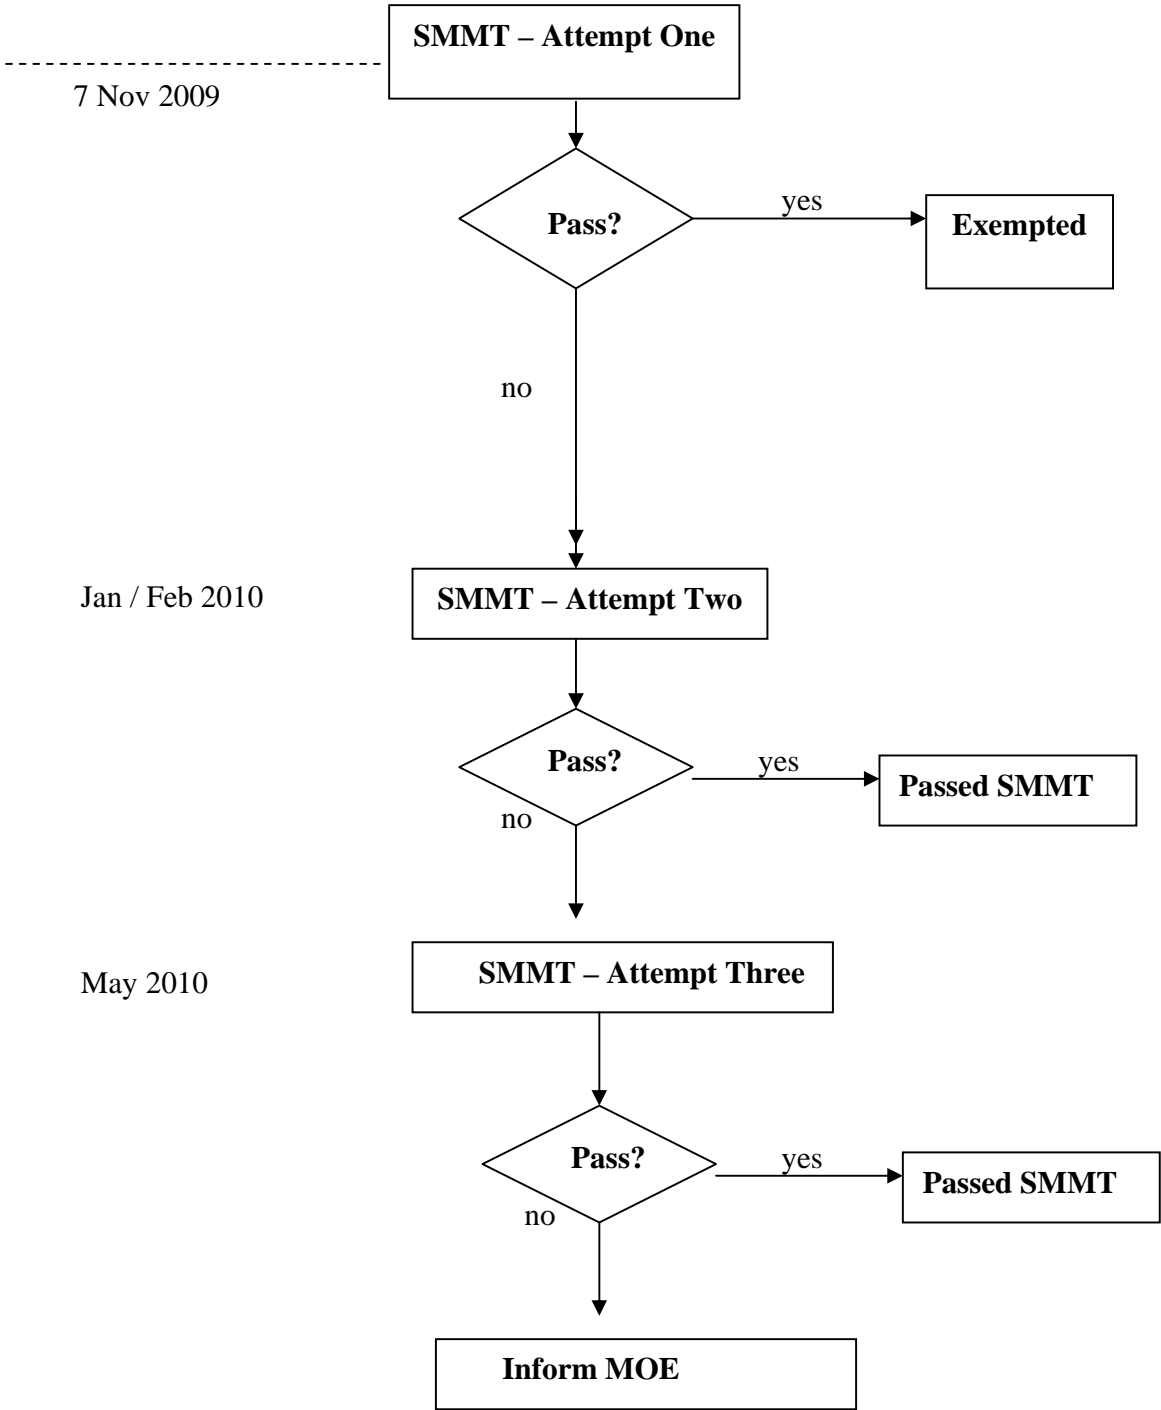 SMMT – Attempt One
7 Nov 2009
Pass?
yes
Exempted
no
Jan / Feb 2010
SMMT – Attempt Two
Pass?
yes
Passed SMMT
no
May 2010
SMMT – Attempt Three
Pass?
yes
Passed SMMT
no
Inform MOE